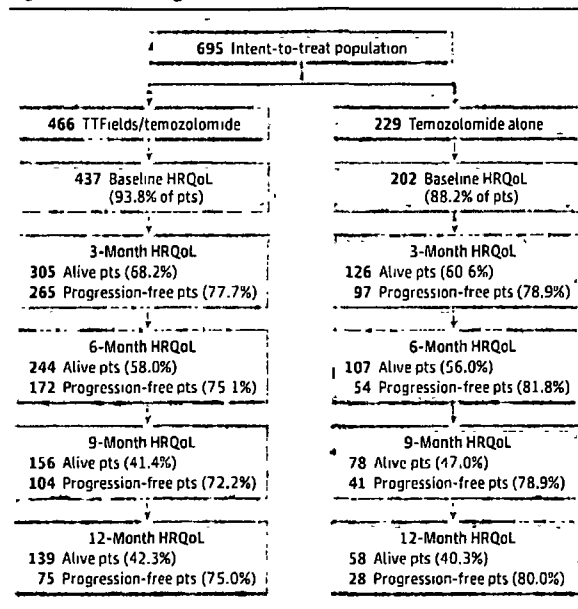 695 Intent-to-treat population
466 TTFields/temozolomide
229 Temozolomide alone
437 Baseline HRQoL
(93.8% of pts)
202 Baseline HRQoL
(88.2% of pts)
3-Month HRQoL
305 Alive pts (68.2%)
265 Progression-free pts (77.7%)
3-Month HRQoL
126 Alive pts (60 6%)
97 Progression-free pts (78.9%)
6-Month HRQoL
244 Alive pts (58.0%)
172 Progression-free pts (75 1%)
6-Month HRQoL
107 Alive pts (56.0%)
54 Progression-free pts (81.8%)
9-Month HRQoL
156 Alive pts (41.4%)
104 Progression-free pts (72.2%)
9-Month HRQoL
78 Alive pts (47.0%)
41 Progression-free pts (78.9%)
12-Month HRQoL
139 Alive pts (42.3%)
75 Progression-free pts (75.0%)
12-Month HRQoL
58 Alive pts (40.3%)
28 Progression-free pts (80.0%)